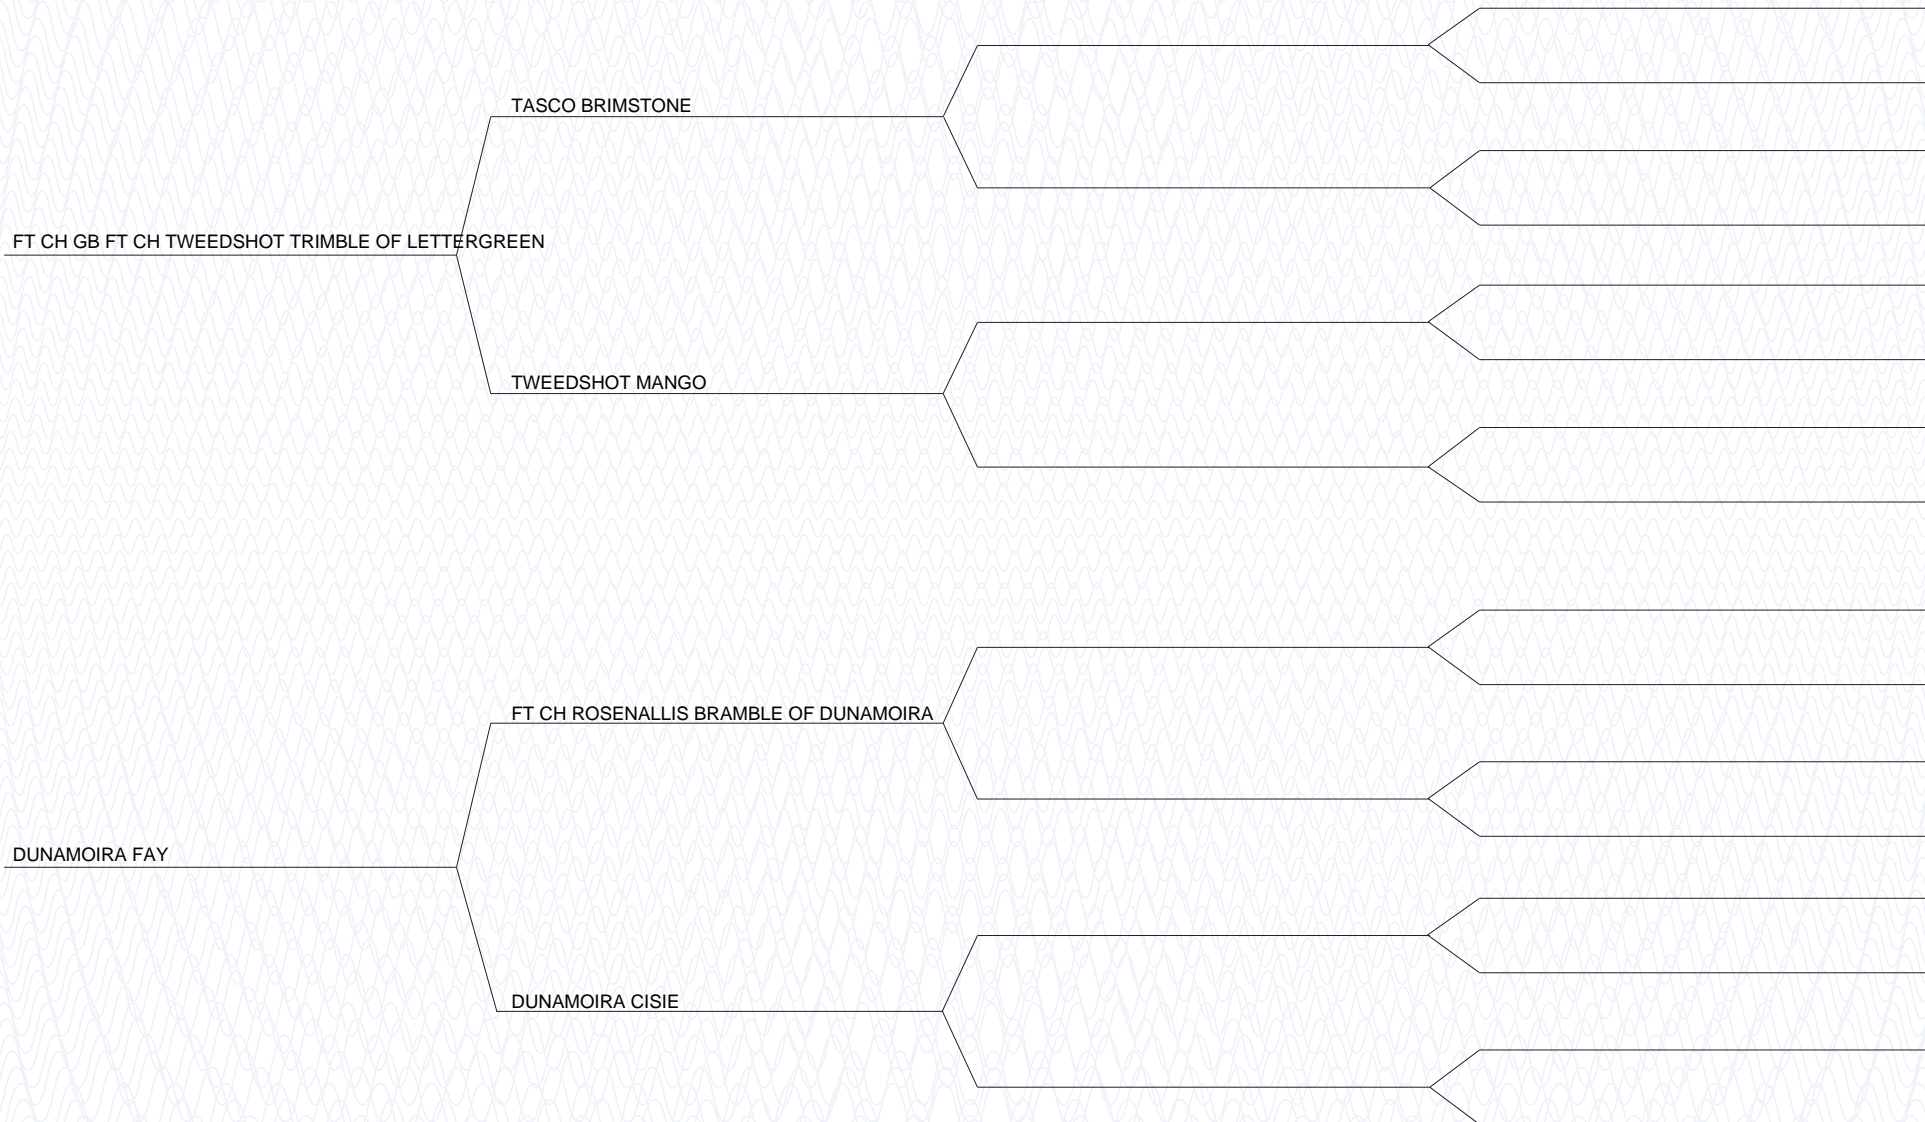 TASCO BRIMSTONE
FT CH GB FT CH TWEEDSHOT TRIMBLE OF LETTERGREEN
TWEEDSHOT MANGO
FT CH ROSENALLIS BRAMBLE OF DUNAMOIRA
DUNAMOIRA FAY
DUNAMOIRA CISIE